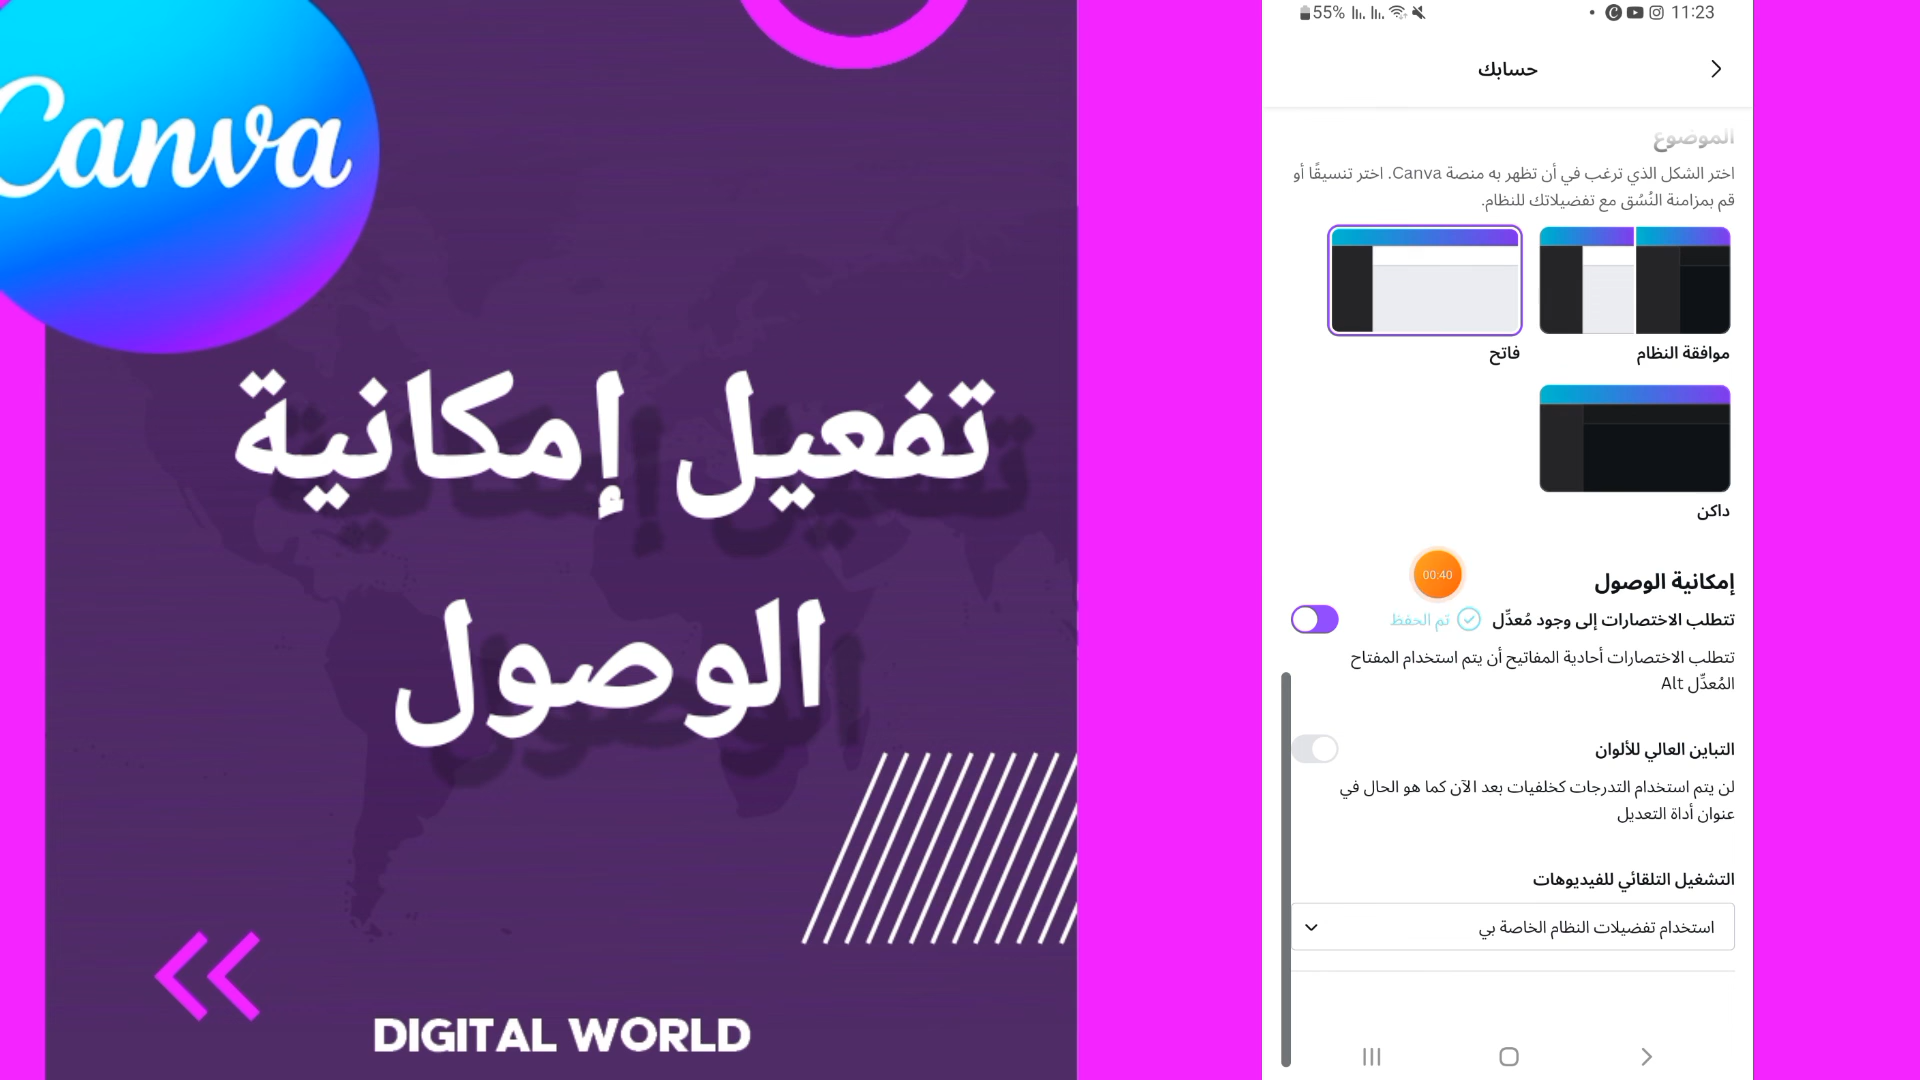 Canva
تفعيل إمكانية
الوصول
DIGITAL WORLD
55%
11:23
حسابك
الموضوع
اختر الشكل الذي ترغب في أن تظهر به منصة Canva. اختر تنسيقًا أو
قم بمزامنة النُسُق مع تفضيلاتك للنظام.
موافقة النظام
فاتح
داكن
00:40
إمكانية الوصول
تتطلب الاختصارات إلى وجود مُعدِّل
تم الحفظ
تتطلب الاختصارات أحادية المفاتيح أن يتم استخدام المفتاح
المُعدِّل Alt
التباين العالي للألوان
لن يتم استخدام التدرجات كخلفيات بعد الآن كما هو الحال في
عنوان أداة التعديل
التشغيل التلقائي للفيديوهات
استخدام تفضيلات النظام الخاصة بي